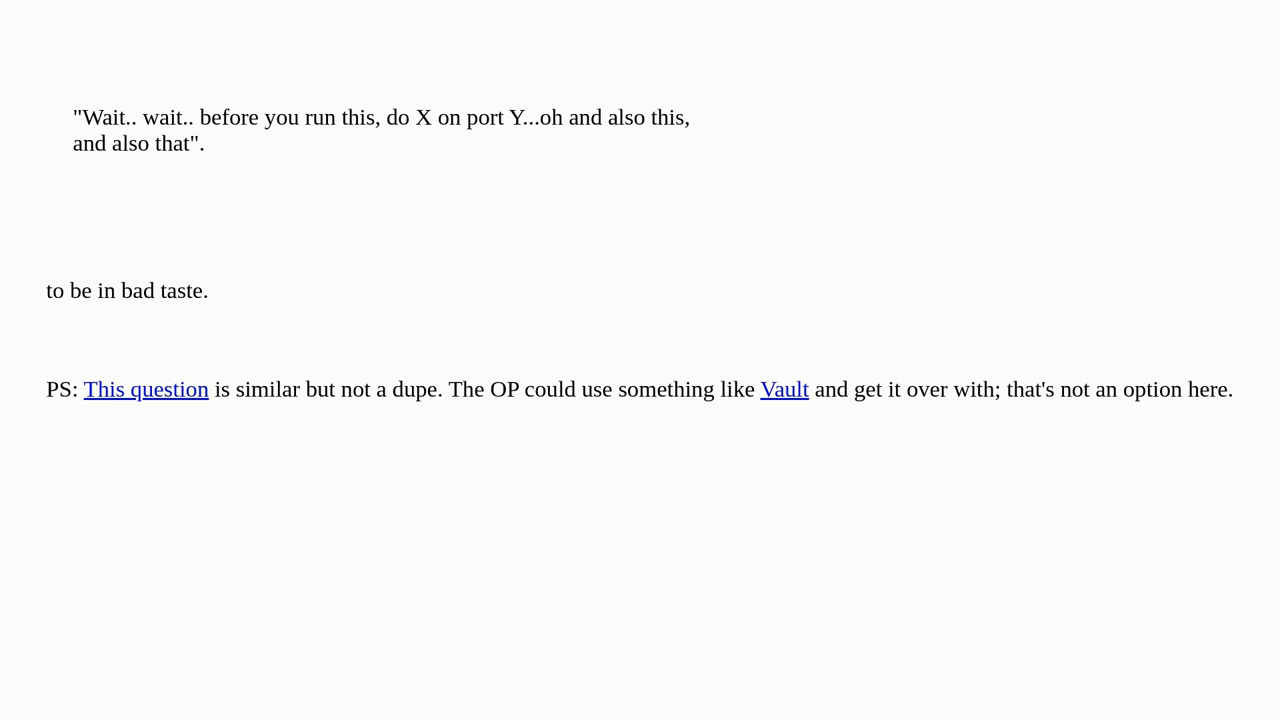 "Wait.. wait.. before you run this, do X on port Y...oh and also this,
and also that".
to be in bad taste.
PS: This question is similar but not a dupe. The OP could use something like Vault and get it over with; that's not an option here.